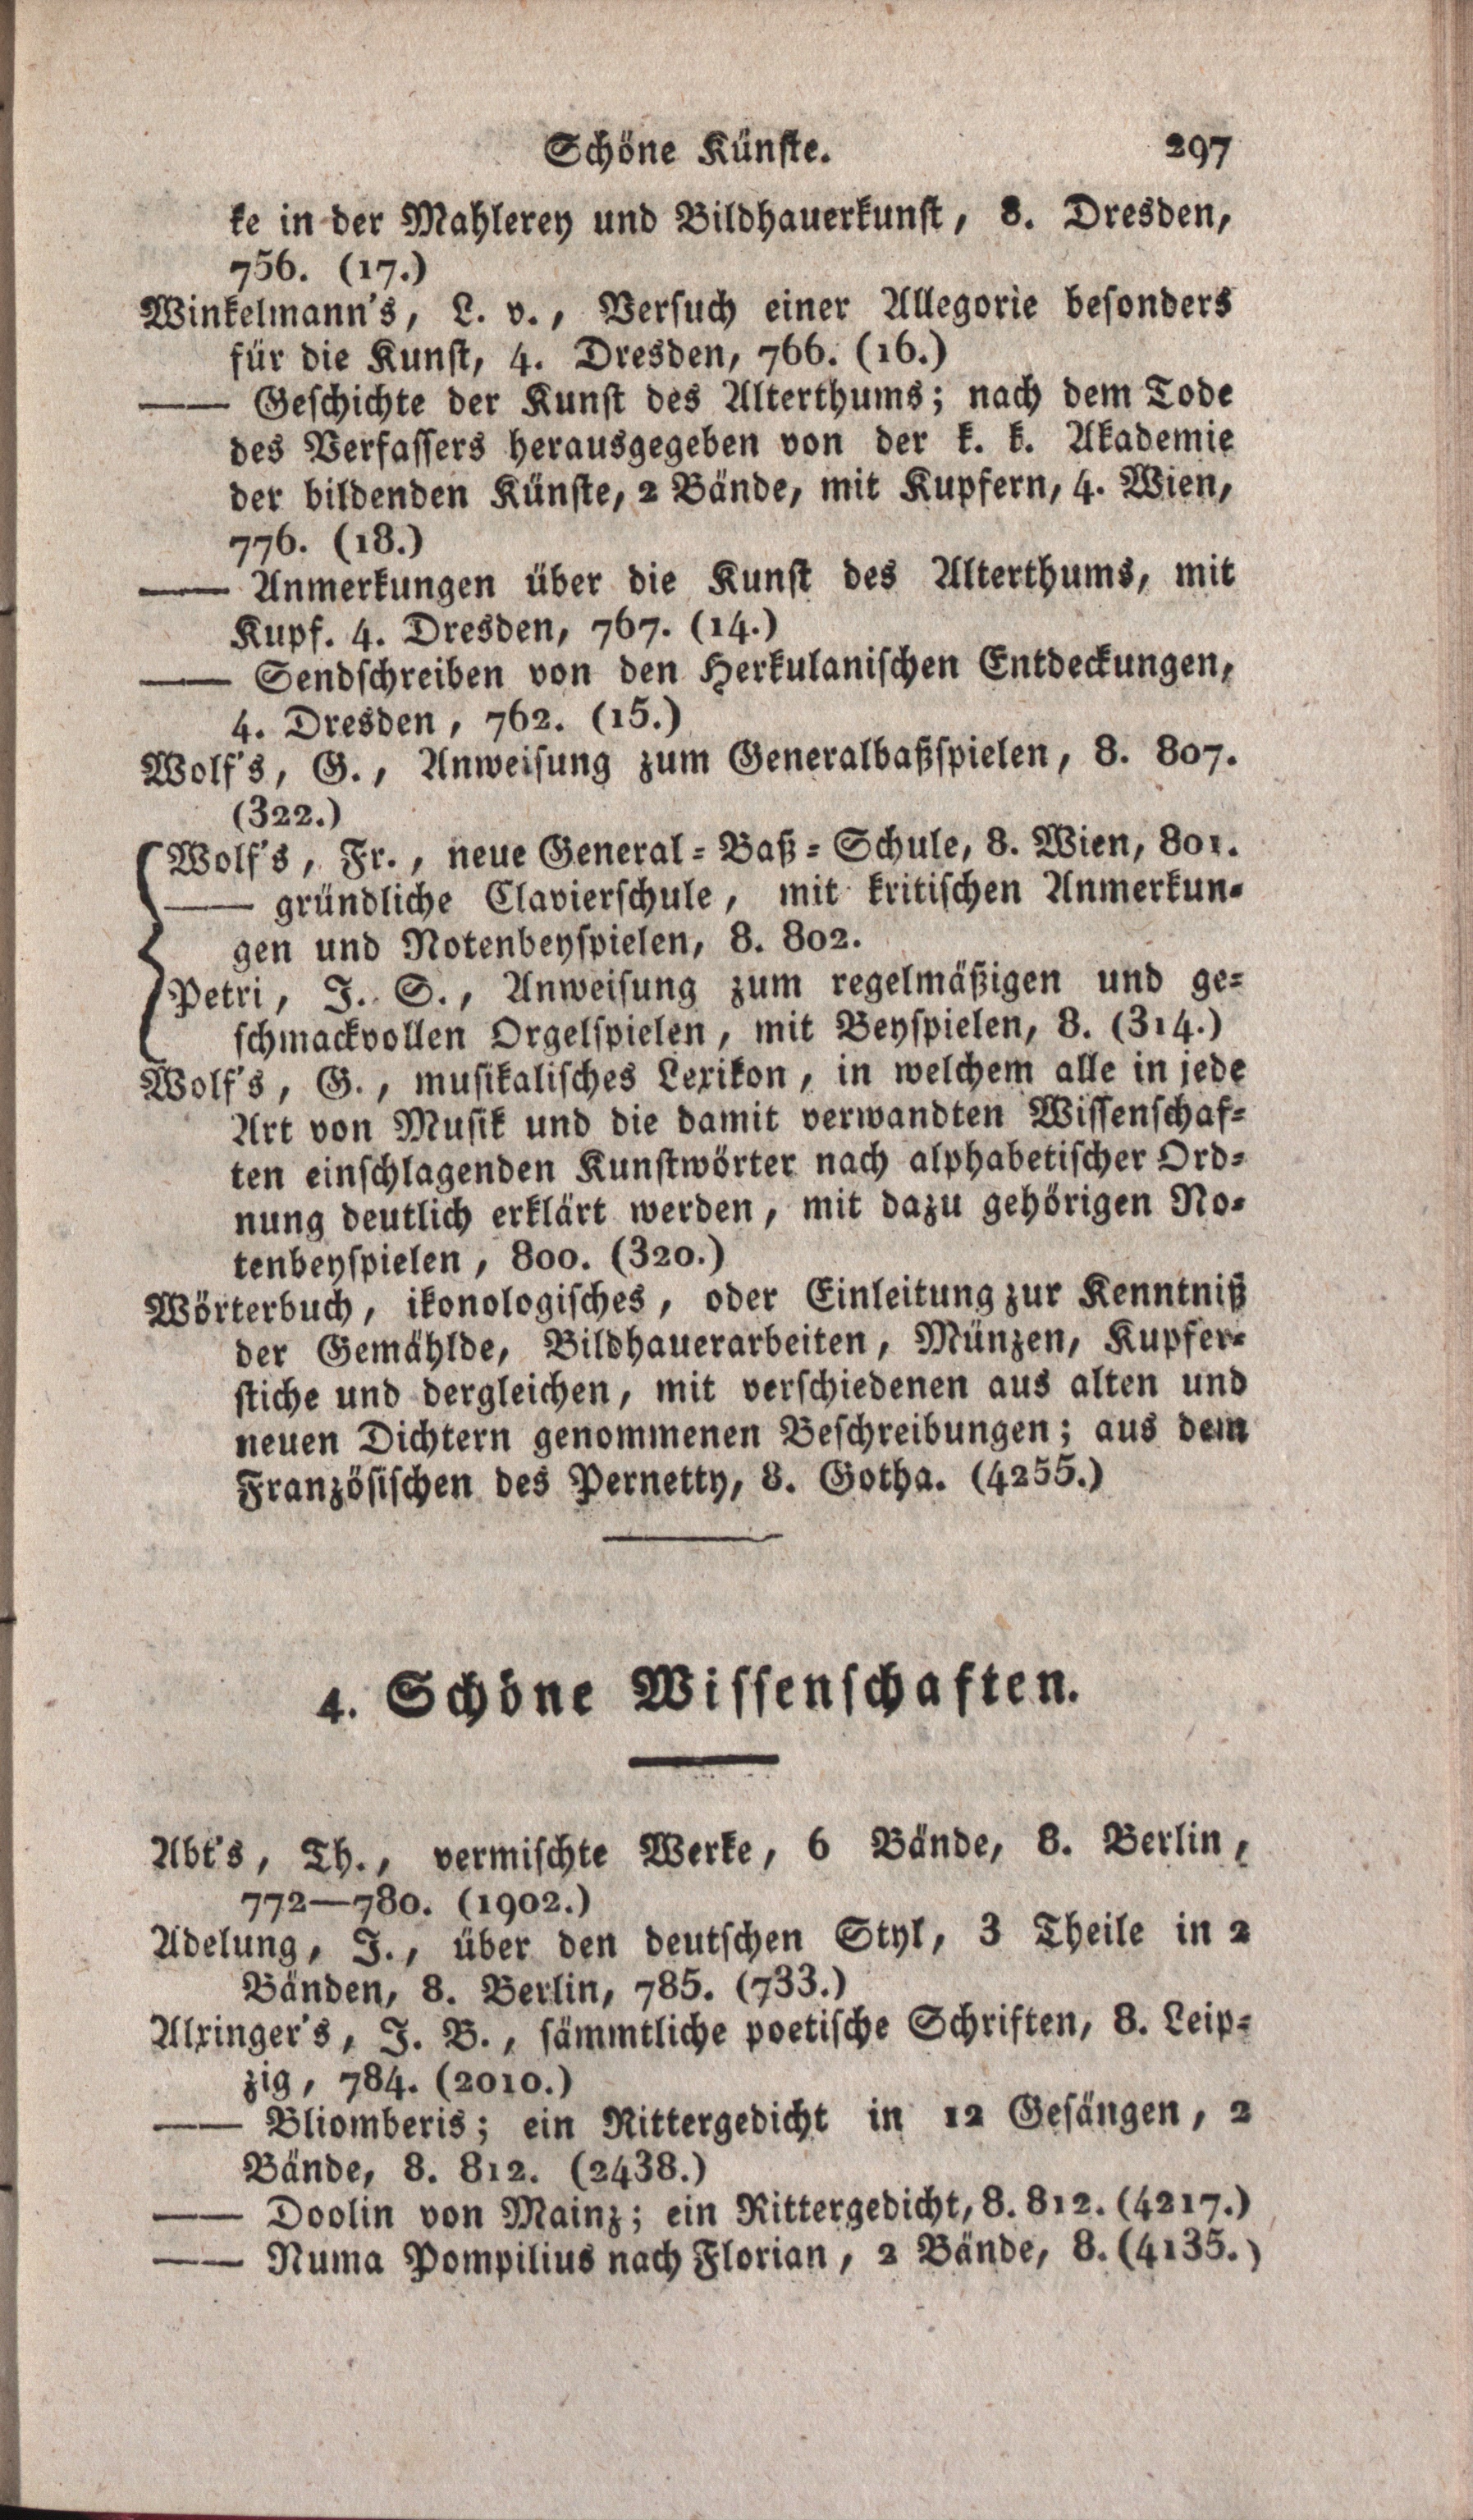 Schöne Künste. 297
ke in der Mahlerey und Bildhauerkunst, 8. Dresden,
756. (17.)
Winkelmann's, L. v., Versuch einer Allegorie besonders
für die Kunst, 4. Dresden, 766. (16.)
—— Geschichte der Kunst des Alterthums; nach dem Tode
des Verfassers herausgegeben von der k. k. Akademie
der bildenden Künste, 2 Bände, mit Kupfern, 4. Wien,
776. (18.)
—— Anmerkungen über die Kunst des Alterthums, mit
Kupf. 4. Dresden, 767. (14.)
—— Sendschreiben von den Herkulanischen Entdeckungen,
4. Dresden, 762. (15.)
Wolf's, G., Anweisung zum Generalbaßspielen, 8. 807.
(322.)
Wolf's, Fr., neue General-Baß-Schule, 8. Wien, 801.
—— gründliche Clavierschule, mit kritischen Anmerkun-
gen und Notenbeyspielen, 8. 802.
Petri, J. S., Anweisung zum regelmäßigen und ge-
schmackvollen Orgelspielen, mit Beyspielen, 8. (314.)
Wolf's, G., musikalisches Lexikon, in welchem alle in jede
Art von Musik und die damit verwandten Wissenschaf-
ten einschlagenden Kunstwörter nach alphabetischer Ord-
nung deutlich erklärt werden, mit dazu gehörigen No-
tenbeyspielen, 800. (320.)
Wörterbuch, ikonologisches, oder Einleitung zur Kenntniß
der Gemählde, Bildhauerarbeiten, Münzen, Kupfer-
stiche und dergleichen, mit verschiedenen aus alten und
neuen Dichtern genommenen Beschreibungen; aus dem
Französischen des Pernetty, 8. Gotha. (4255.)
4. Schöne Wissenschaften.
Abt's, Th., vermischte Werke, 6 Bände, 8. Berlin,
772—780. (1902.)
Adelung, J., über den deutschen Styl, 3 Theile in 2
Bänden, 8. Berlin, 785. (733.)
Alxinger's, J. B., sämmtliche poetische Schriften, 8. Leip-
zig, 784. (2010.)
—— Bliomberis; ein Rittergedicht in 12 Gesängen, 2
Bände, 8. 812. (2438.)
—— Doolin von Mainz; ein Rittergedicht, 8. 812. (4217.)
—— Numa Pompilius nach Florian, 2 Bände, 8. (4135.)